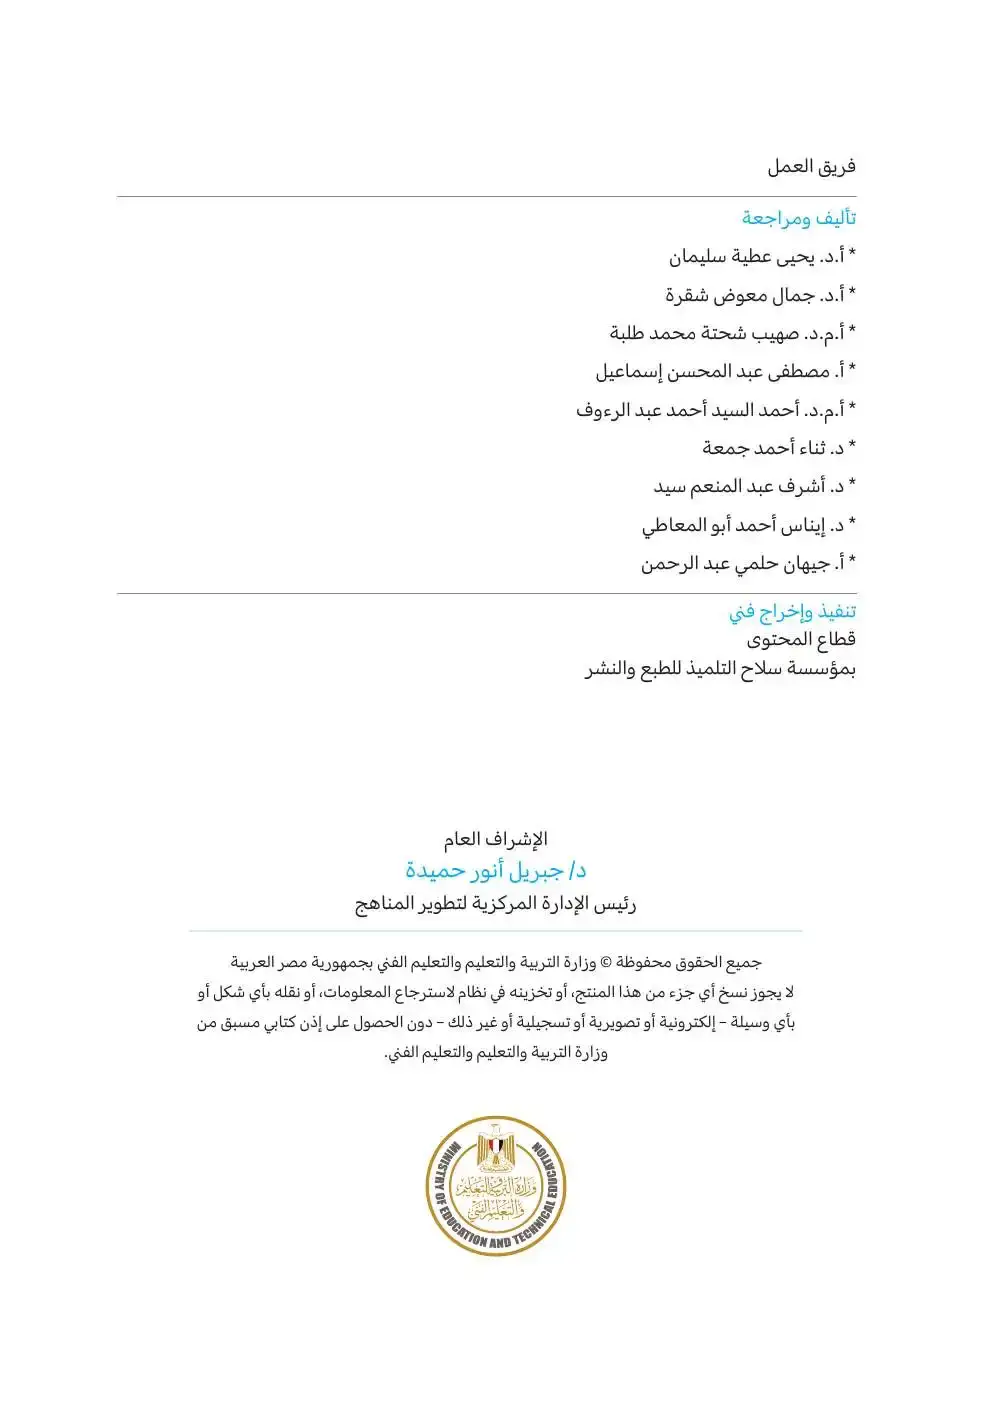 فريق العمل
تأليف ومراجعة
* أ.د. يحيى عطية سليمان
* أ.د. جمال معوض شقرة
* أ.م.د. صهيب شحتة محمد طلبة
* أ. مصطفى عبد المحسن إسماعيل
* أ.م.د. أحمد السيد أحمد عبد الرءوف
* د. ثناء أحمد جمعة
* د. أشرف عبد المنعم سيد
* د. إيناس أحمد أبو المعاطي
* أ. جيهان حلمي عبد الرحمن
تنفيذ وإخراج فني
قطاع المحتوى
بمؤسسة سلاح التلميذ للطبع والنشر
الإشراف العام
د/ جبريل أنور حميدة
رئيس الإدارة المركزية لتطوير المناهج
جميع الحقوق محفوظة © وزارة التربية والتعليم والتعليم الفني بجمهورية مصر العربية
لا يجوز نسخ أي جزء من هذا المنتج، أو تخزينه في نظام لاسترجاع المعلومات، أو نقله بأي شكل أو
بأي وسيلة – إلكترونية أو تصويرية أو تسجيلية أو غير ذلك – دون الحصول على إذن كتابي مسبق من
وزارة التربية والتعليم والتعليم الفني.
وزارة التربية والتعليم
والتعليم الفني
MINISTRY OF EDUCATION AND TECHNICAL EDUCATION